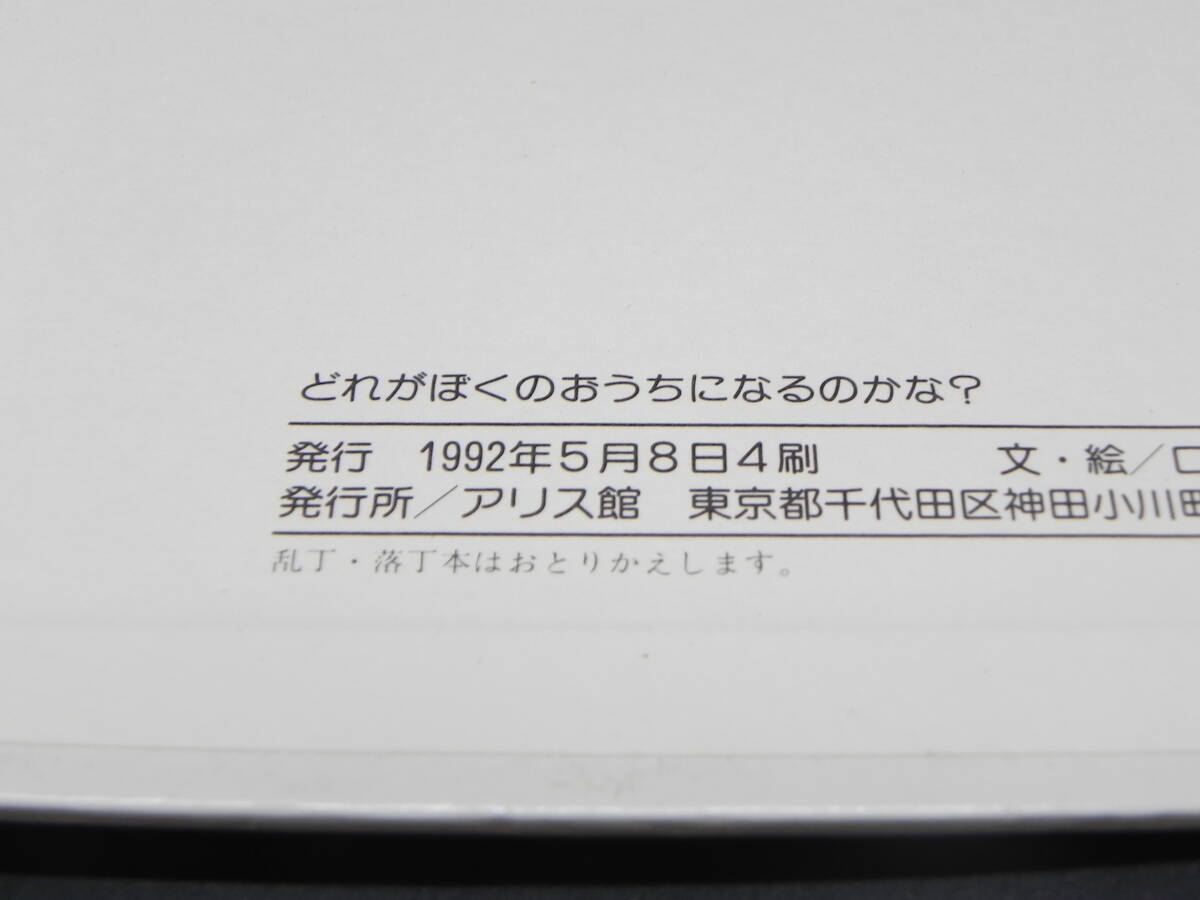 どれがぼくのおうちになるのかな?
発行　1992年5月8日4刷　文・絵/ロ
発行所/アリス館　東京都千代田区神田小川町
乱丁・落丁本はおとりかえします。